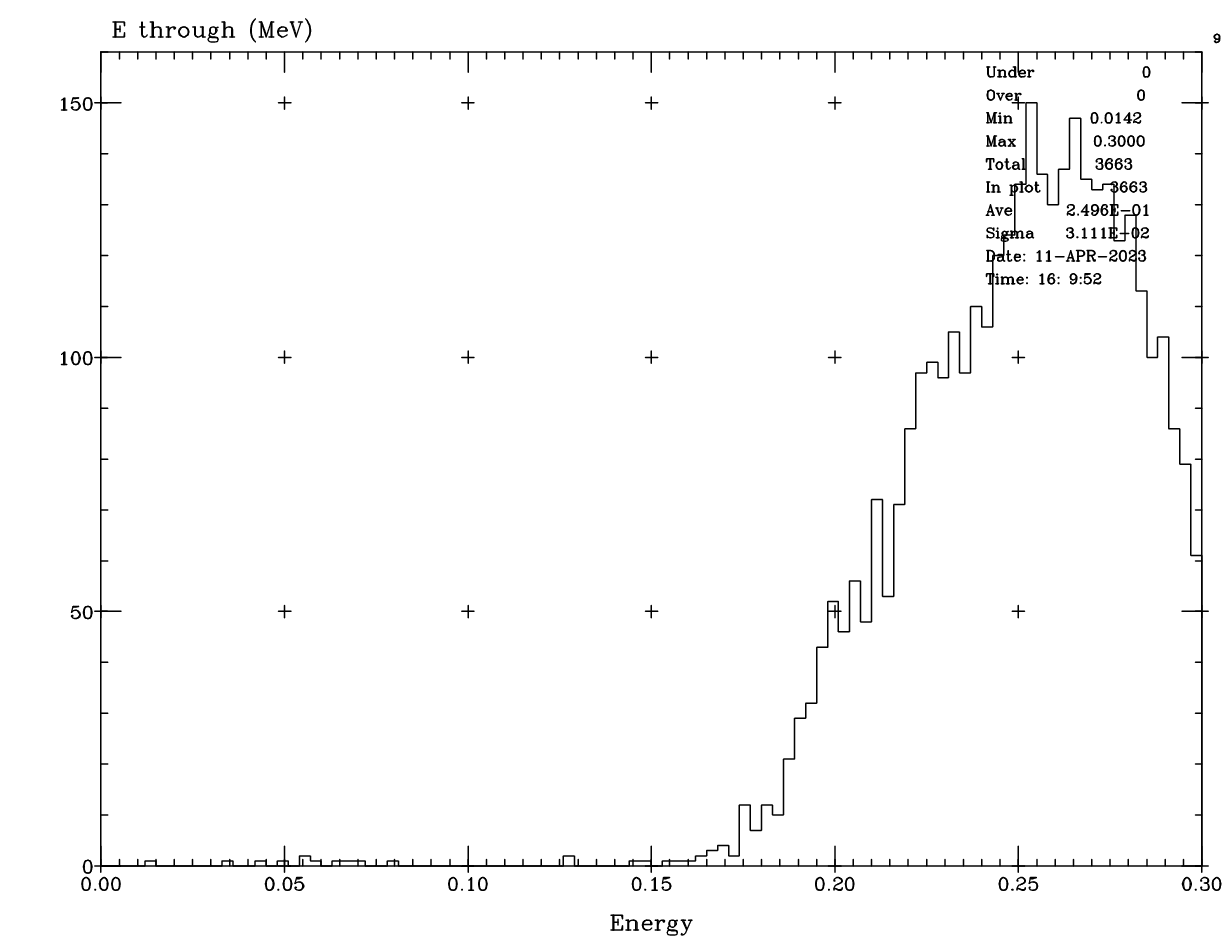 E through (MeV)
9
Under 0
Over 0
Min 0.0142
Max 0.3000
Total 3663
In plot 3663
Ave 2.496E-01
Sigma 3.111E-02
Date: 11-APR-2023
Time: 16: 9:52
150
100
50
0
0.00 0.05 0.10 0.15 0.20 0.25 0.30
Energy